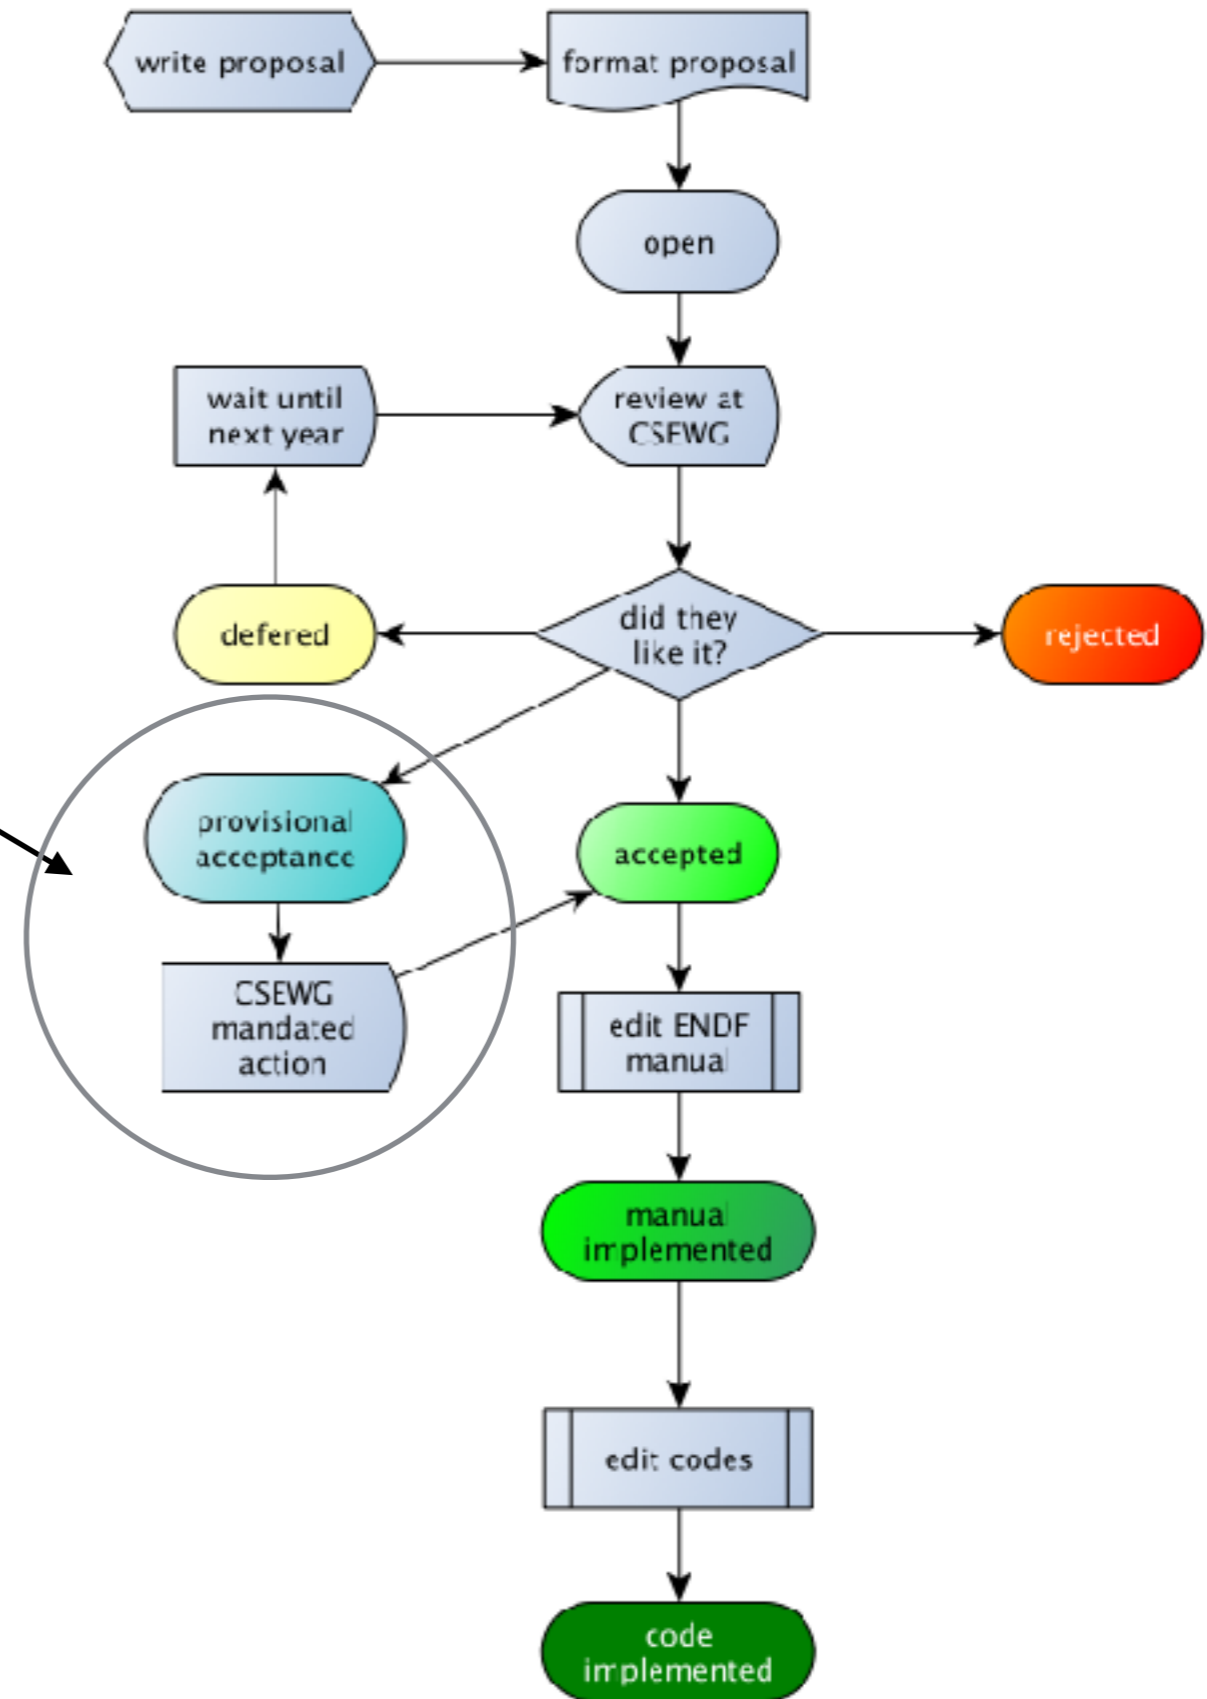 write proposal
format proposal
open
wait until
next year
review at
CSEWG
defered
did they
like it?
rejected
provisional
acceptance
accepted
CSEWG
mandated
action
edit ENDF
manual
manual
implemented
edit codes
code
implemented